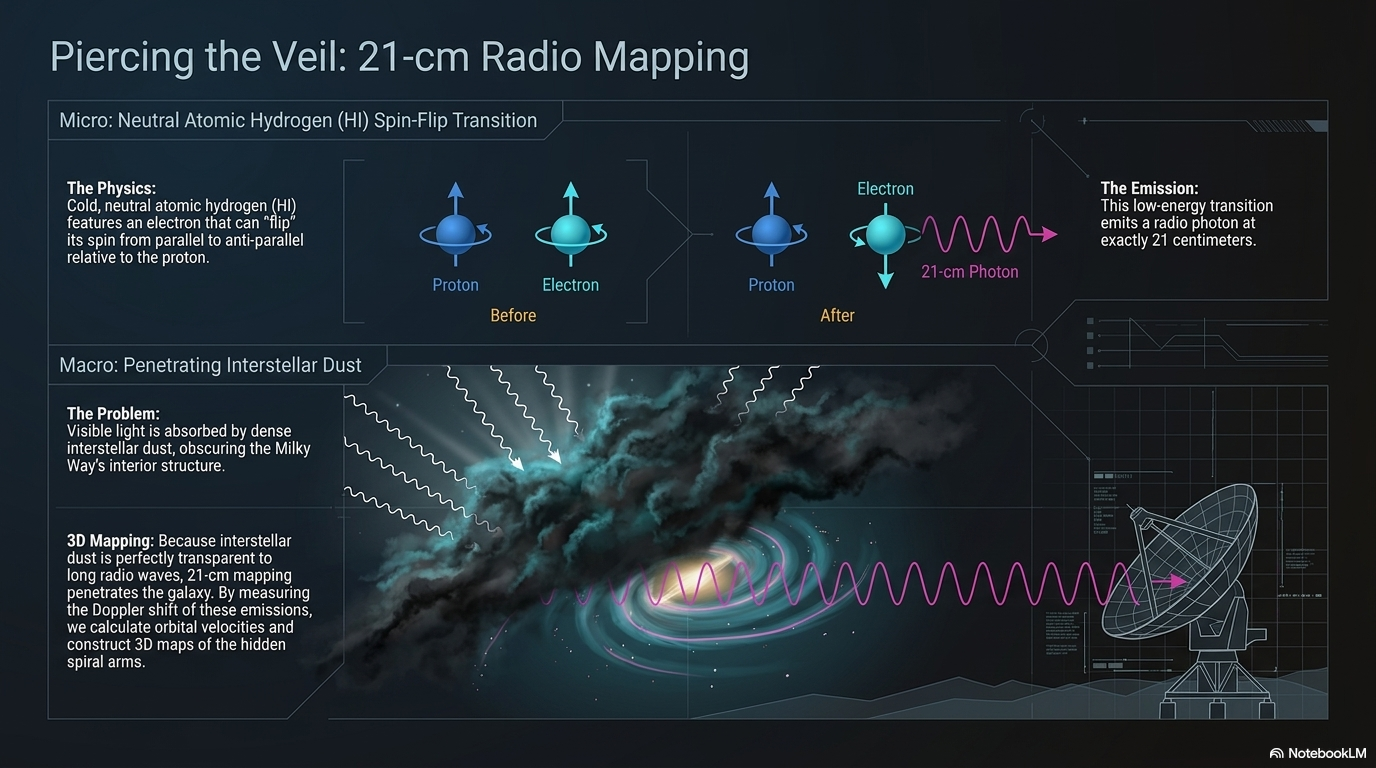 Piercing the Veil: 21-cm Radio Mapping
Micro: Neutral Atomic Hydrogen (HI) Spin-Flip Transition
The Physics:
Cold, neutral atomic hydrogen (HI)
features an electron that can "flip"
its spin from parallel to anti-parallel
relative to the proton.
Proton
Electron
Before
Proton
Electron
21-cm Photon
After
The Emission:
This low-energy transition
emits a radio photon at
exactly 21 centimeters.
Macro: Penetrating Interstellar Dust
The Problem:
Visible light is absorbed by dense
interstellar dust, obscuring the Milky
Way's interior structure.
3D Mapping: Because interstellar
dust is perfectly transparent to
long radio waves, 21-cm mapping
penetrates the galaxy. By measuring
the Doppler shift of these emissions,
we calculate orbital velocities and
construct 3D maps of the hidden
spiral arms.
NotebookLM